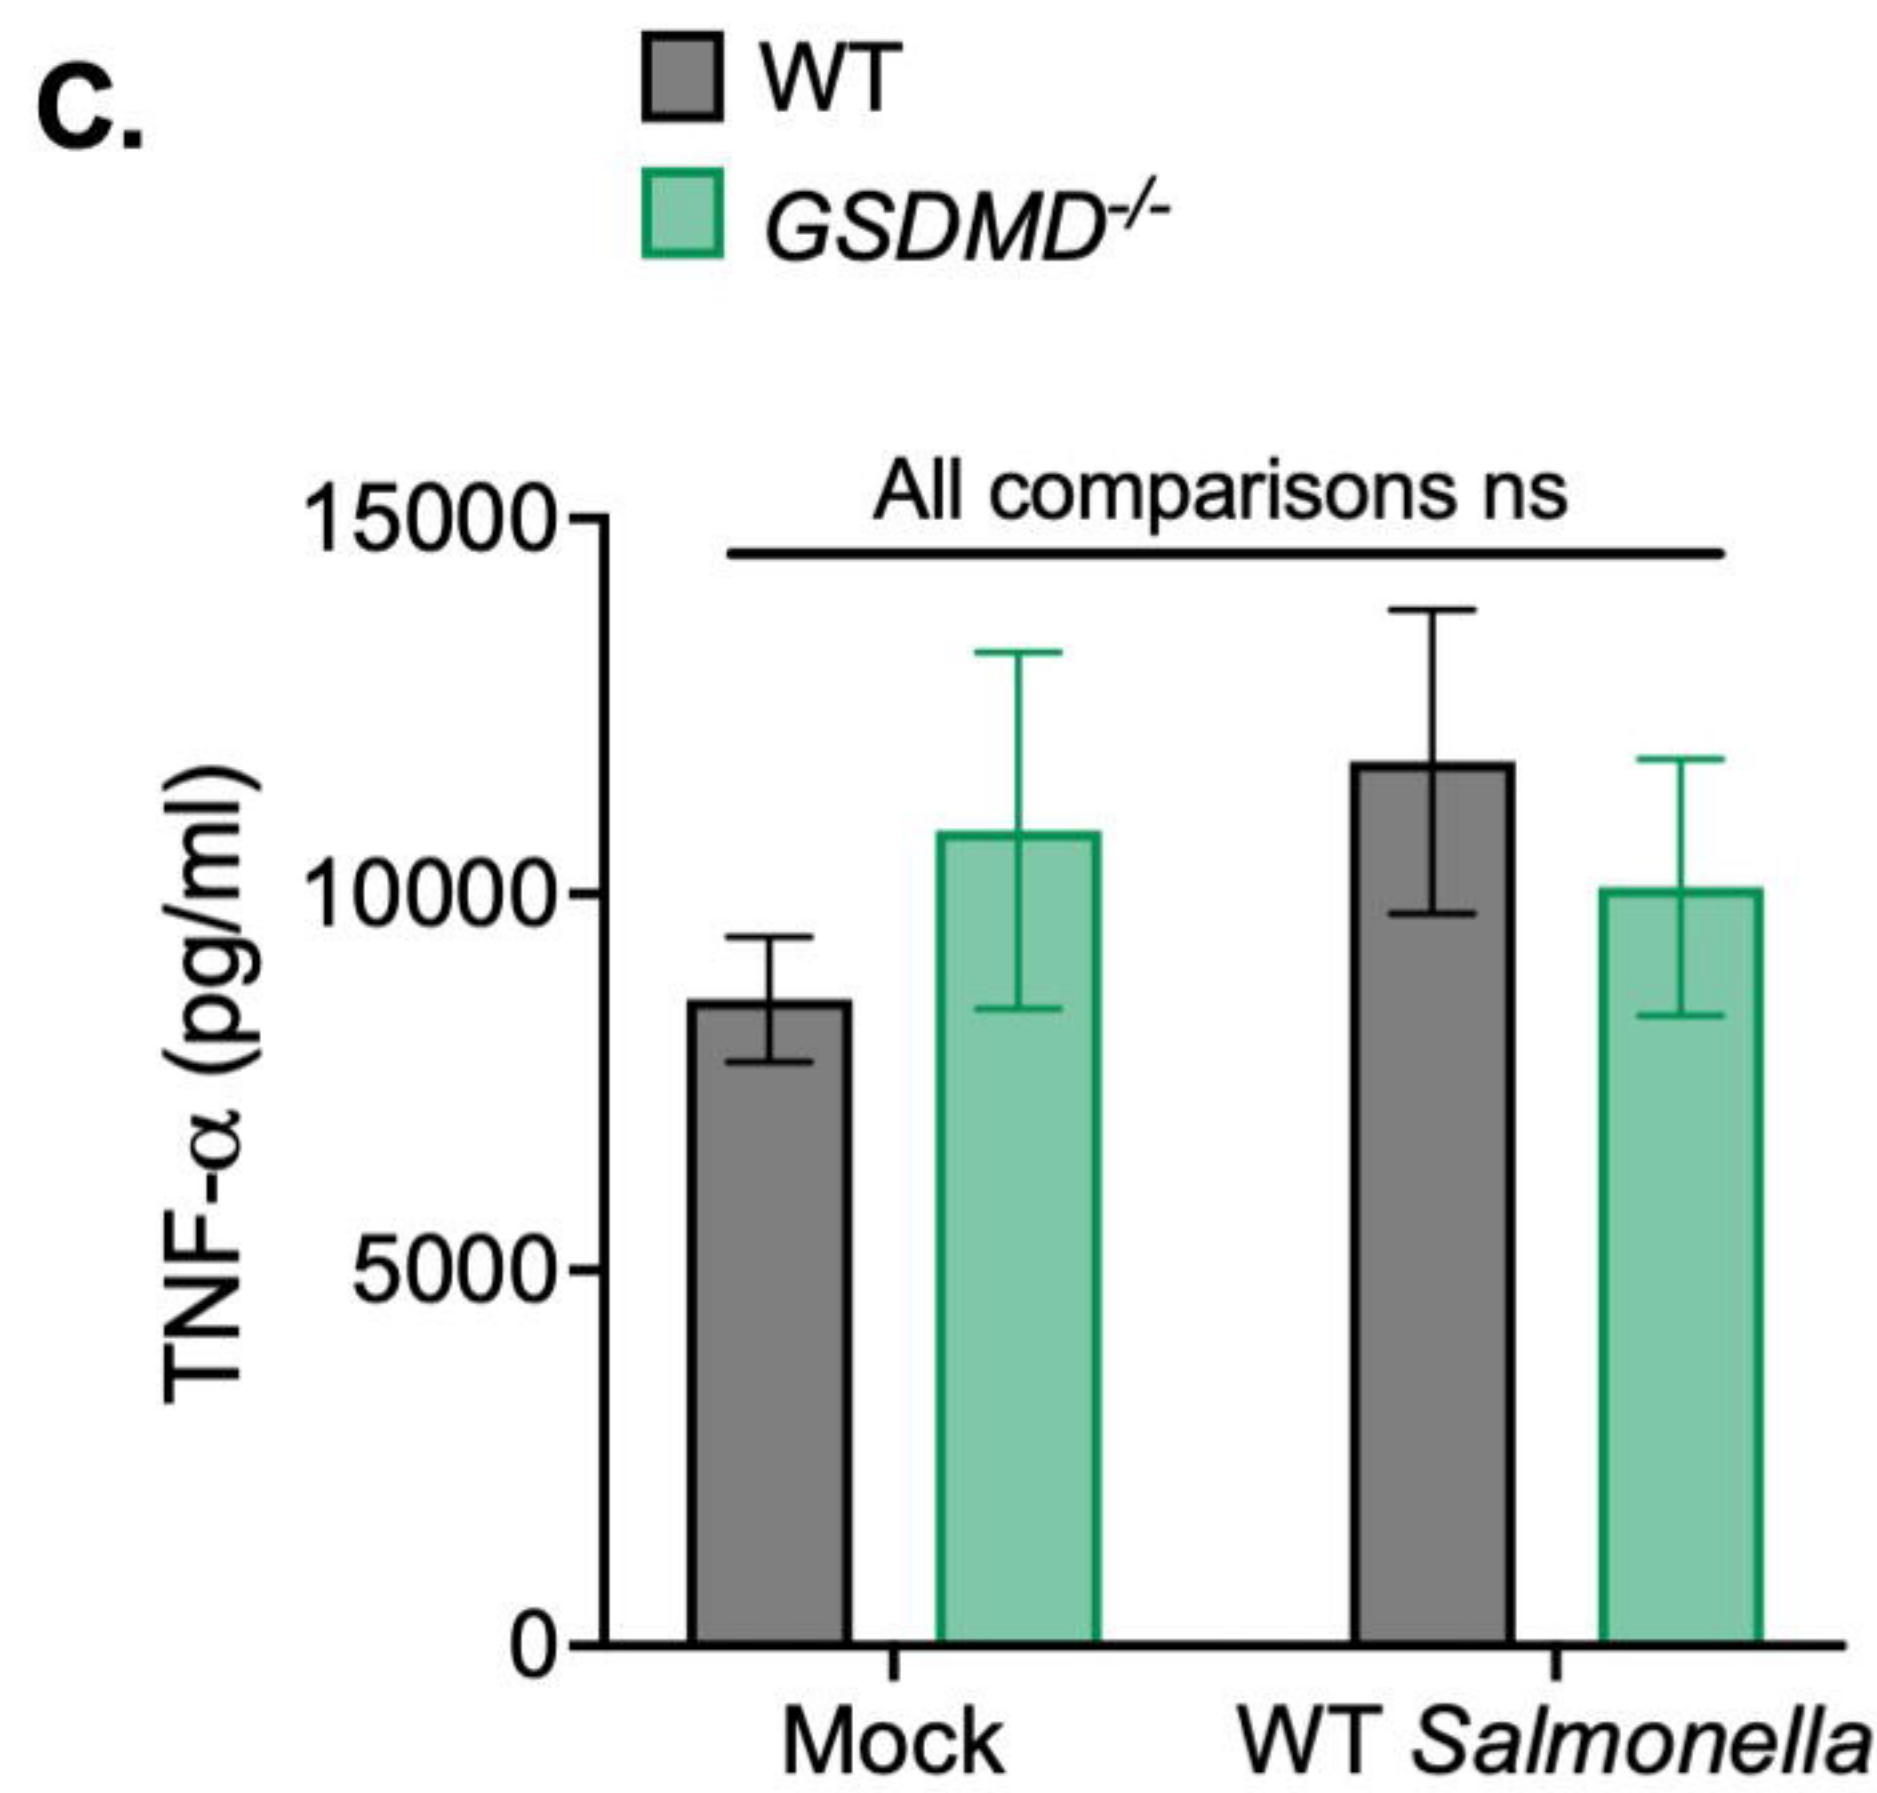 C.
WT
GSDMD-/-
All comparisons ns
15000
10000
5000
0
TNF-α (pg/ml)
Mock
WT Salmonella